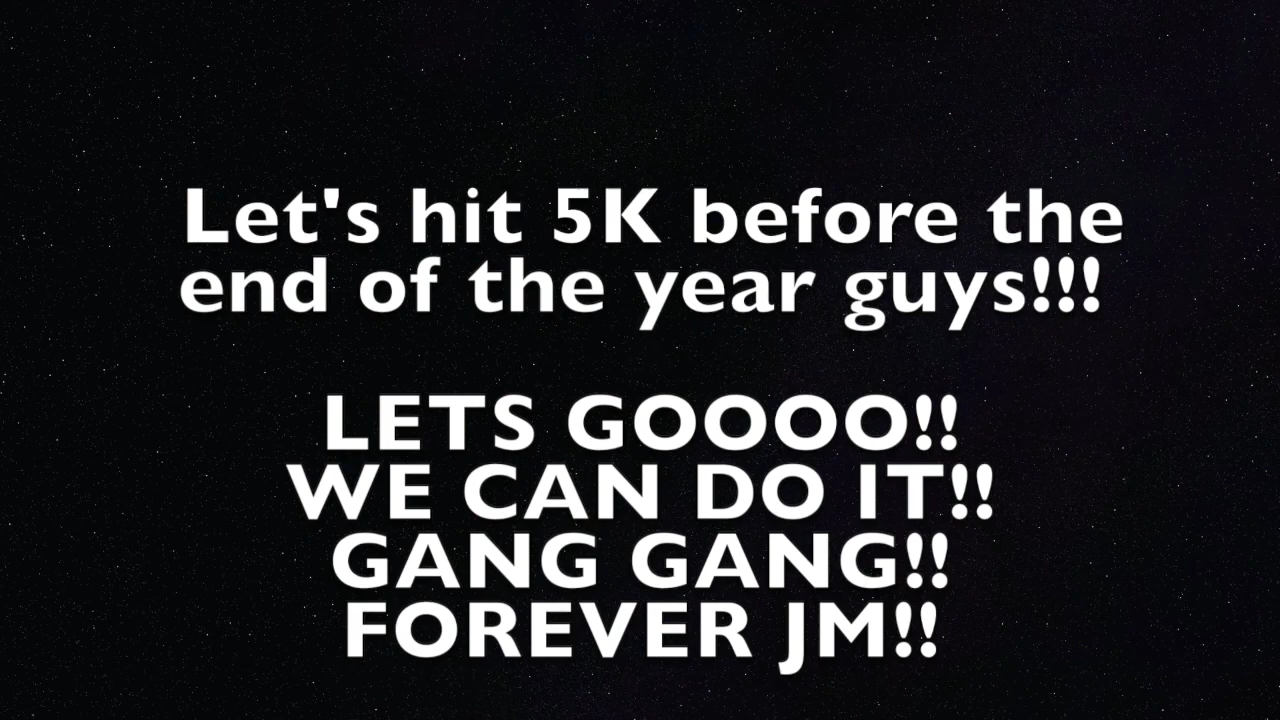 Let's hit 5K before the
end of the year guys!!!
LETS GOOOO!!
WE CAN DO IT!!
GANG GANG!!
FOREVER JM!!